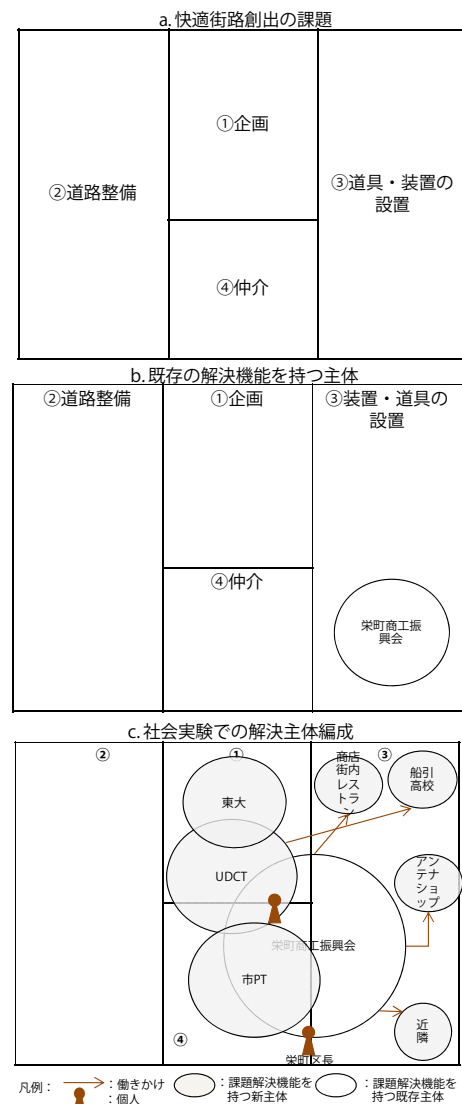 a. 快適街路創出の課題
①企画
②道路整備
③道具・装置の
設置
④仲介
b. 既存の解決機能を持つ主体
②道路整備
①企画
③装置・道具の
設置
④仲介
栄町商工振
興会
c. 社会実験での解決主体編成
②
①
③
商店
街内
レス
トラ
ン
船引
高校
東大
UDCT
アン
テナ
ショ
ップ
栄町商工振興会
市PT
近
隣
④
栄町区長
凡例：
：働きかけ
：個人
：課題解決機能を
持つ新主体
：課題解決機能を
持つ既存主体